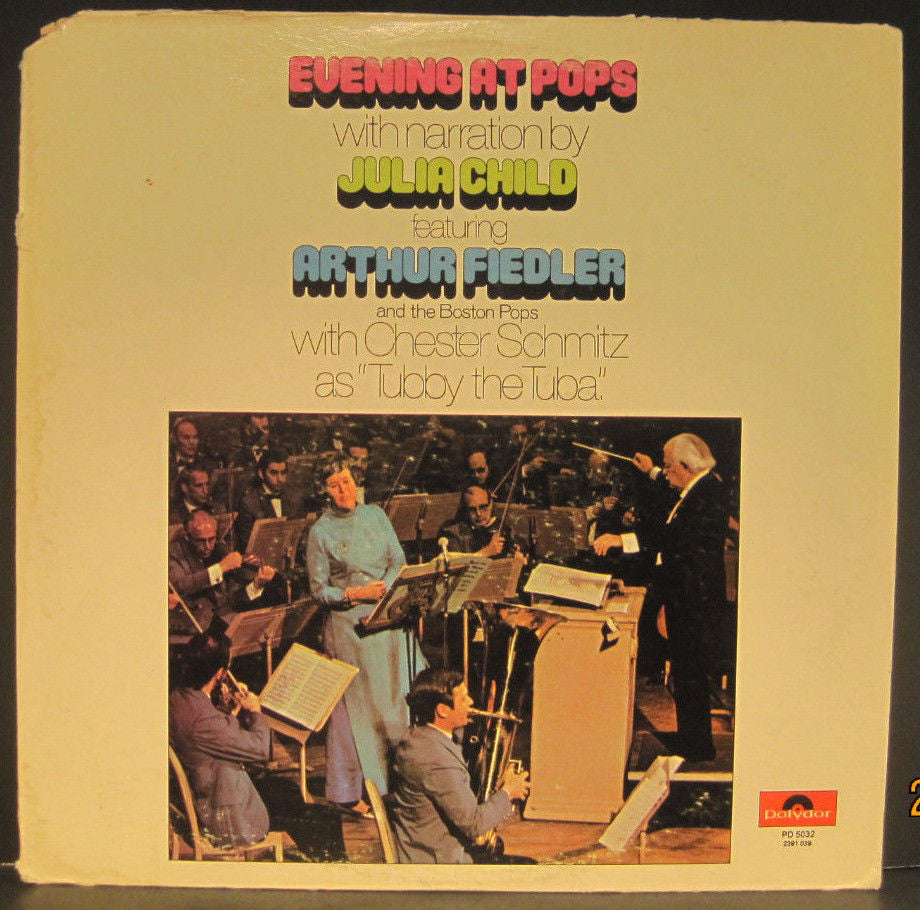 EVENING AT POPS
with narration by
JULIA CHILD
featuring
ARTHUR FIEDLER
and the Boston Pops
with Chester Schmitz
as "Tubby the Tuba."
Polydor
PD 5032
2391 039
2